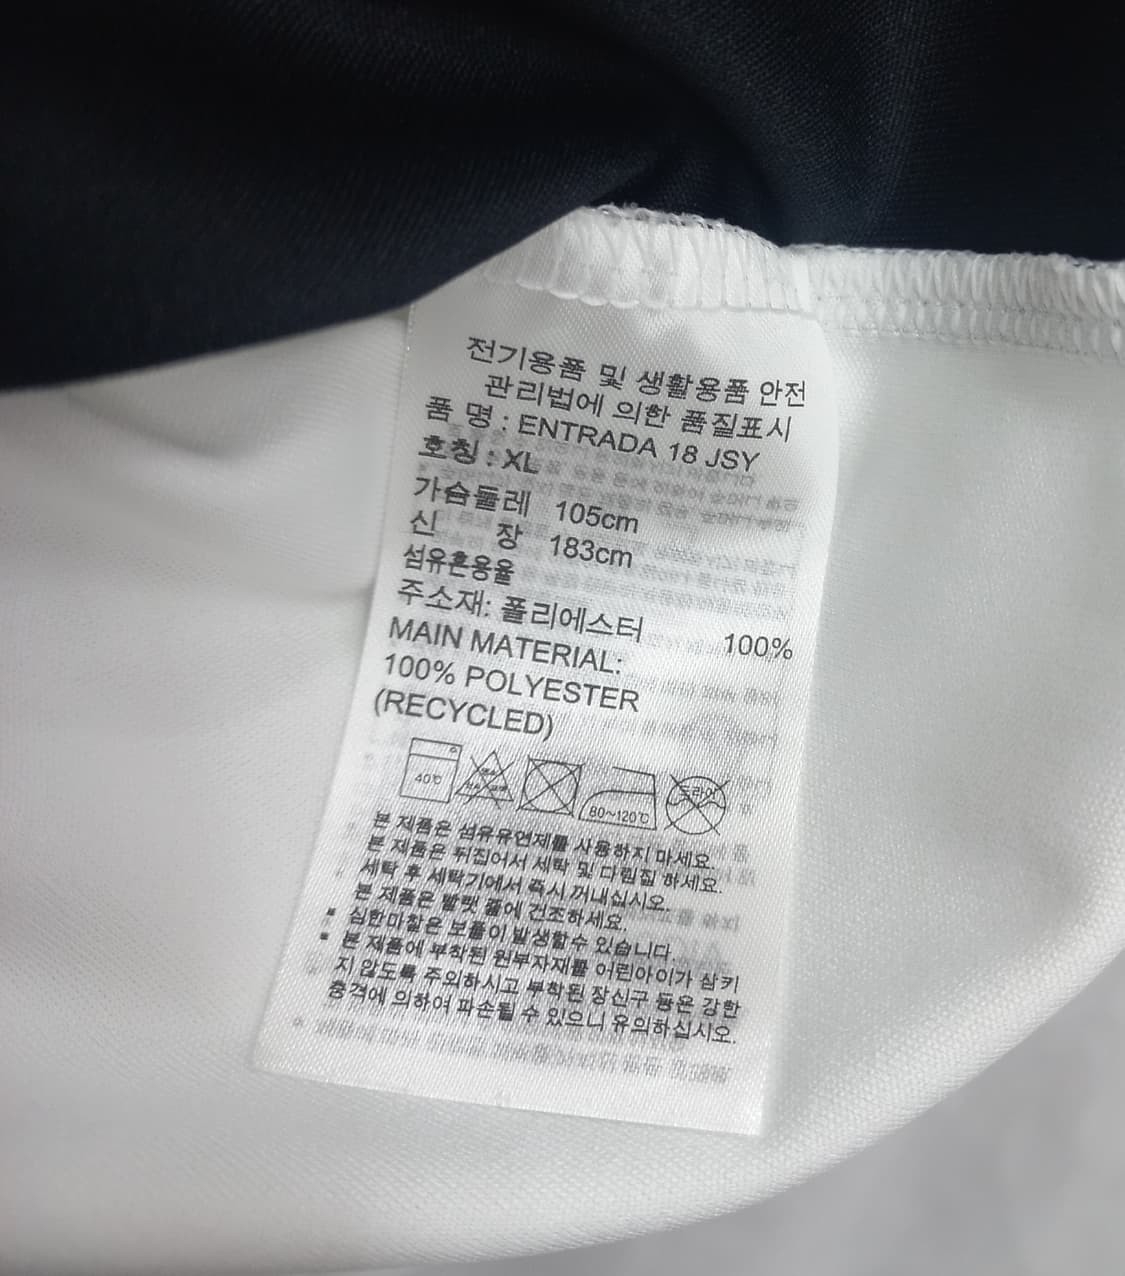 전기용품 및 생활용품 안전
관리법에 의한 품질표시
품 명 : ENTRADA 18 JSY
호칭 : XL
가슴둘레 105cm
신 장 183cm
섬유혼용율
주소재: 폴리에스터 100%
MAIN MATERIAL:
100% POLYESTER
(RECYCLED)
40℃ 80~120℃ 드라이
본 제품은 섬유유연제를 사용하지 마세요.
본 제품은 뒤집어서 세탁 및 다림질 하세요.
세탁 후 세탁기에서 즉시 꺼내십시오.
본 제품은 발랫 줄에 건조하세요.
▪ 심한마찰은 보풀이 발생할수 있습니다.
▪ 본 제품에 부착된 원부자재를 어린아이가 삼키
지 않도록 주의하시고 부착된 장신구 등은 강한
충격에 의하여 파손될 수 있으니 유의하십시오.